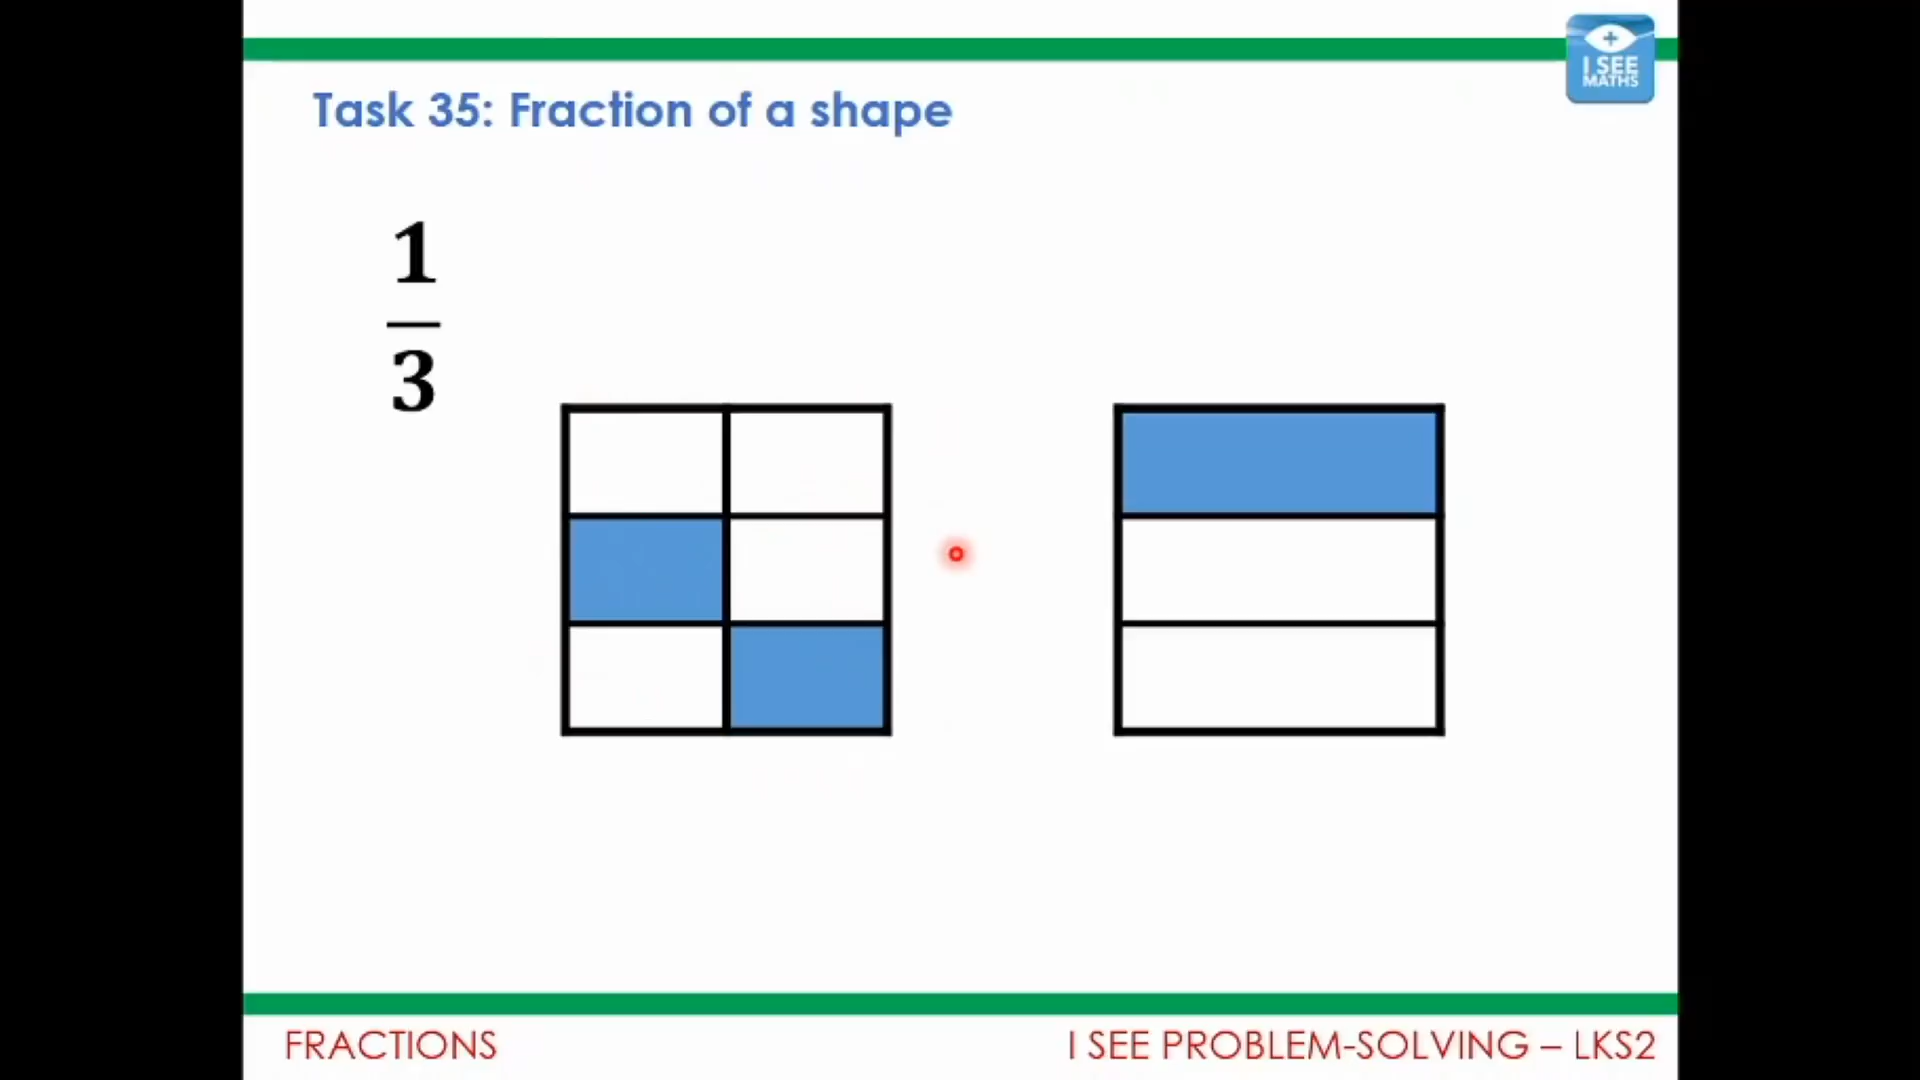 I SEE
MATHS
Task 35: Fraction of a shape
1
3
FRACTIONS
I SEE PROBLEM-SOLVING – LKS2